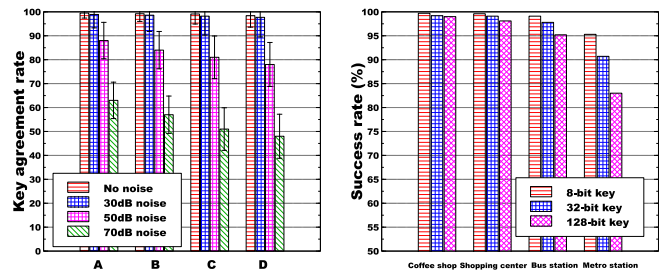 Key agreement rate
100
90
80
70
60
50
40
30
20
10
0
No noise
30dB noise
50dB noise
70dB noise
A B C D
Success rate (%)
100
95
90
85
80
75
70
65
60
55
50
8-bit key
32-bit key
128-bit key
Coffee shop Shopping center Bus station Metro station